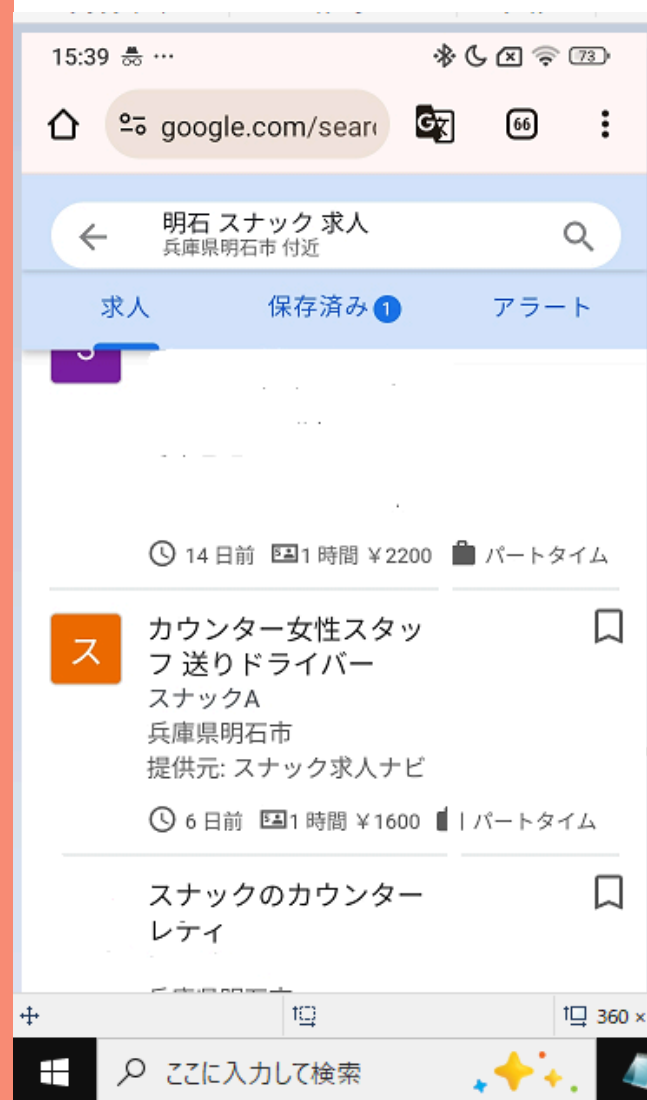 15:39
73
google.com/sear
66
明石 スナック 求人
兵庫県明石市 付近
求人
保存済み 1
アラート
14 日前 1 時間 ￥2200 パートタイム
ス
カウンター女性スタッ
フ 送りドライバー
スナックA
兵庫県明石市
提供元: スナック求人ナビ
6 日前 1 時間 ￥1600 | パートタイム
スナックのカウンター
レディ
360 ×
ここに入力して検索